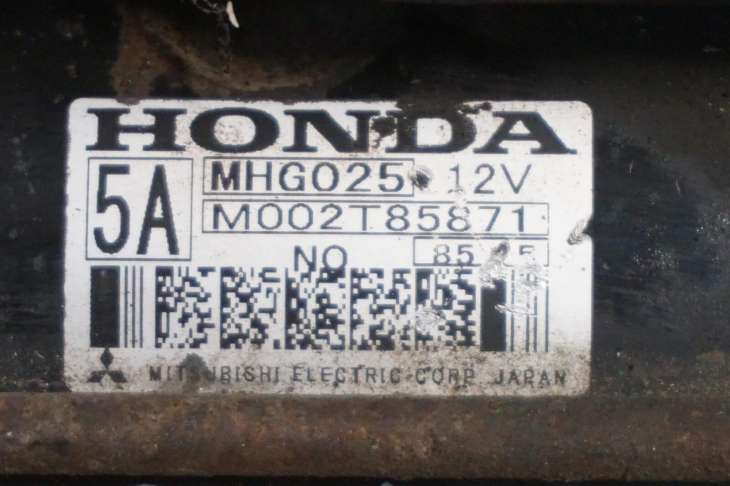 HONDA
5A
MHG025 12V
M002T85871
NO
MITSUBISHI ELECTRIC CORP JAPAN